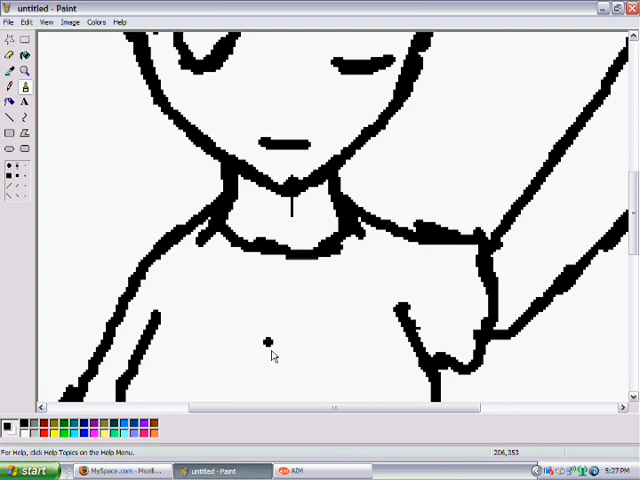 untitled - Paint
File Edit View Image Colors Help
A
For Help, click Help Topics on the Help Menu.
206,353
start
MySpace.com - Mozil...
untitled - Paint
AIM
5:27 PM